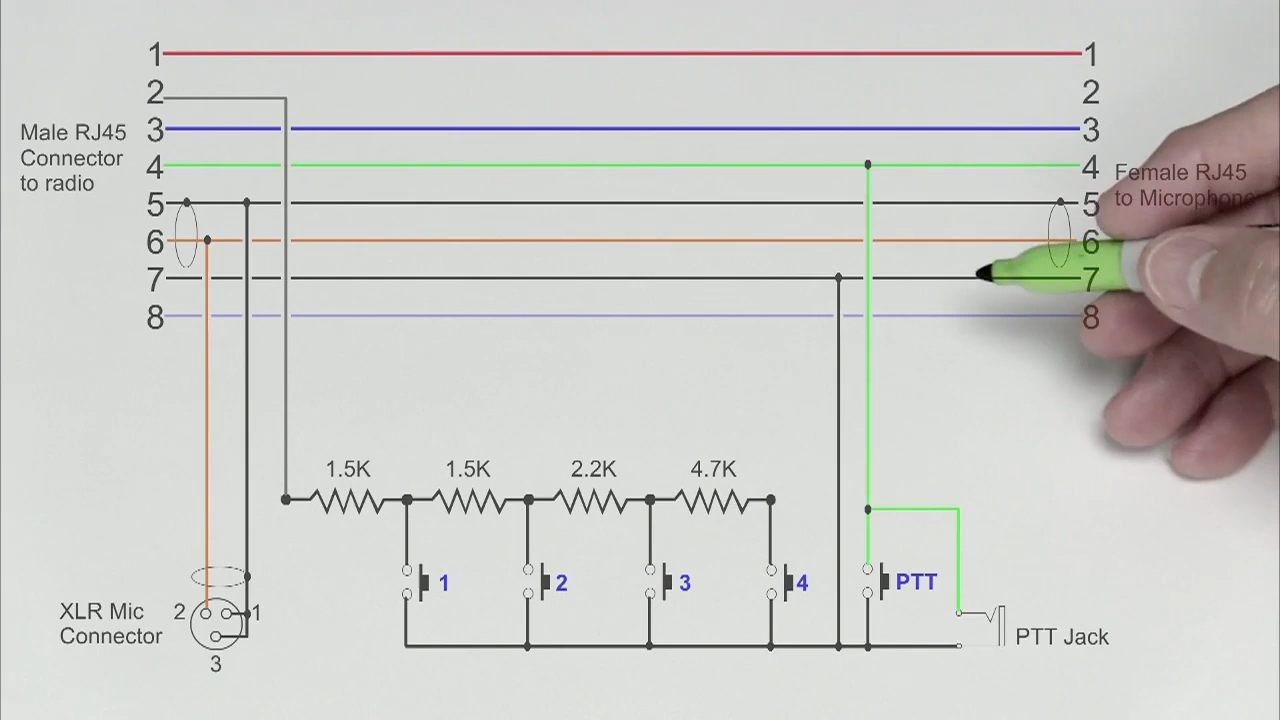 1
1
2
2
Male RJ45
Connector
to radio
3
3
4
4
Female RJ45
to Microphone
5
5
6
6
7
7
8
8
1.5K
1.5K
2.2K
4.7K
1
2
3
4
PTT
XLR Mic
Connector
2
1
3
PTT Jack